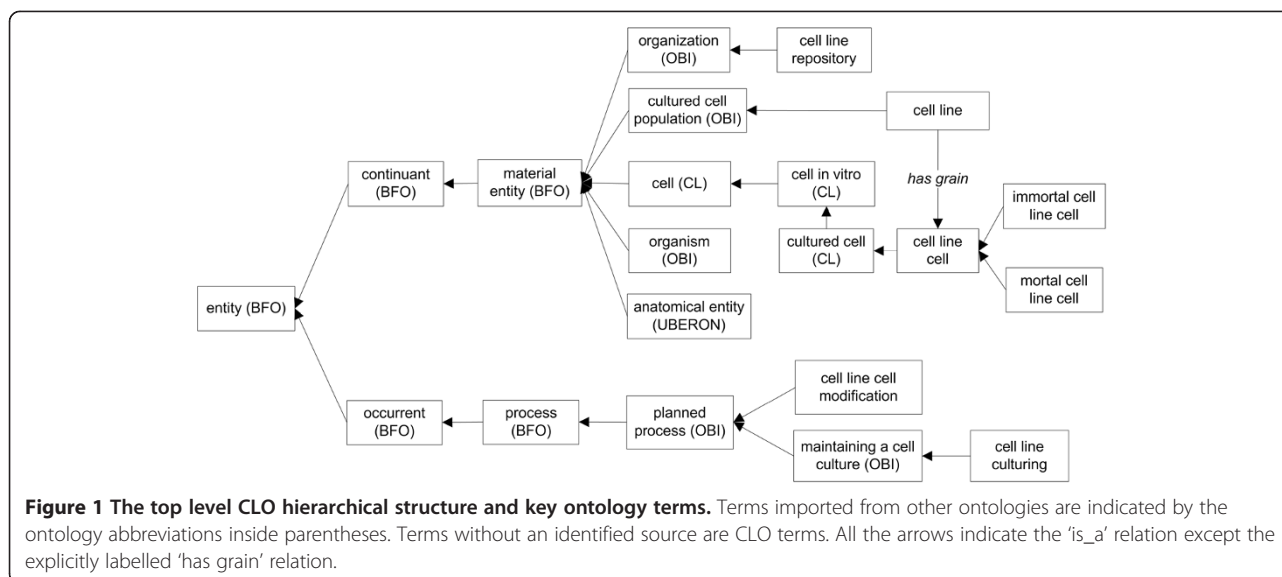 organization
(OBI)
cell line
repository
cultured cell
population (OBI)
cell line
continuant
(BFO)
material
entity (BFO)
cell (CL)
cell in vitro
(CL)
has grain
immortal cell
line cell
organism
(OBI)
cultured cell
(CL)
cell line
cell
mortal cell
line cell
entity (BFO)
anatomical entity
(UBERON)
cell line cell
modification
occurrent
(BFO)
process
(BFO)
planned
process (OBI)
maintaining a cell
culture (OBI)
cell line
culturing
Figure 1 The top level CLO hierarchical structure and key ontology terms. Terms imported from other ontologies are indicated by the
ontology abbreviations inside parentheses. Terms without an identified source are CLO terms. All the arrows indicate the ‘is_a’ relation except the
explicitly labelled ‘has grain’ relation.